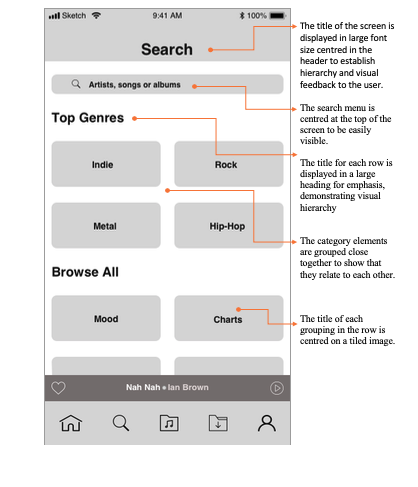 Sketch 9:41 AM 100%
Search
Artists, songs or albums
Top Genres
Indie Rock
Metal Hip-Hop
Browse All
Mood Charts
Nah Nah • Ian Brown
The title of the screen is
displayed in large font
size centred in the
header to establish
hierarchy and visual
feedback to the user.
The search menu is
centred at the top of the
screen to be easily
visible.
The title for each row is
displayed in a large
heading for emphasis,
demonstrating visual
hierarchy
The category elements
are grouped close
together to show that
they relate to each other.
The title of each
grouping in the row is
centred on a tiled image.